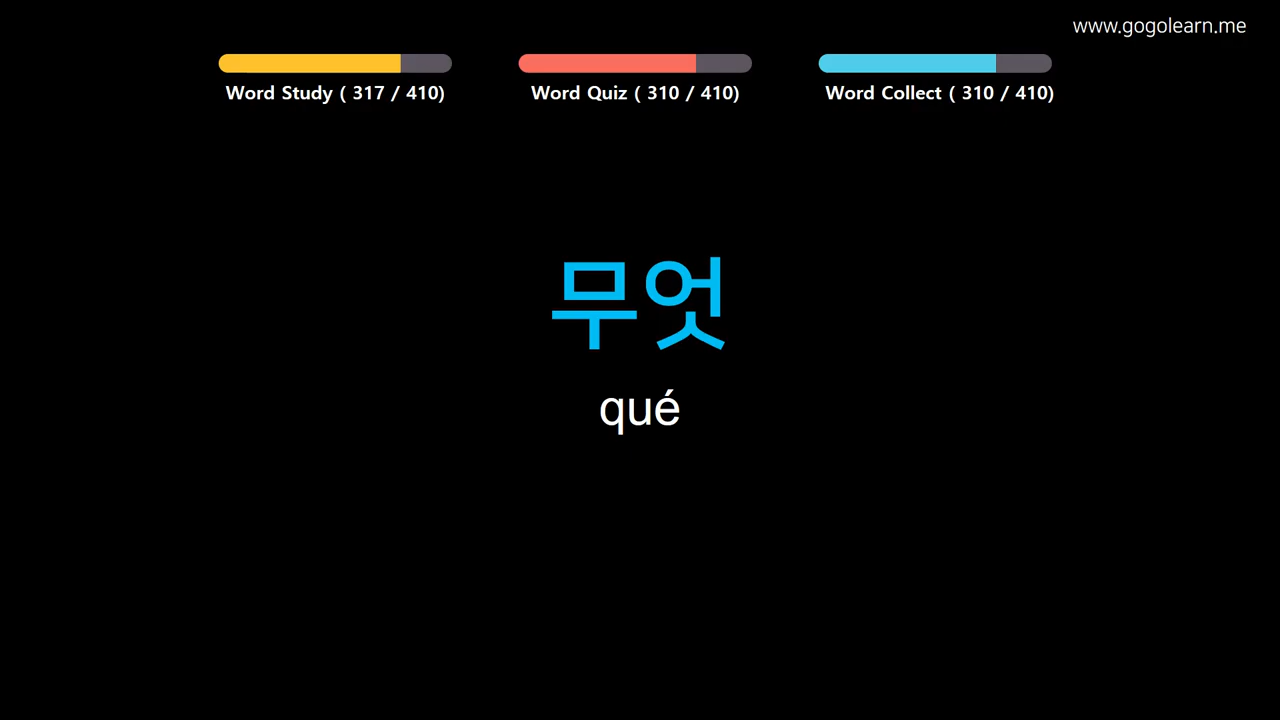 www.gogolearn.me
Word Study ( 317 / 410)
Word Quiz ( 310 / 410)
Word Collect ( 310 / 410)
무엇
qué